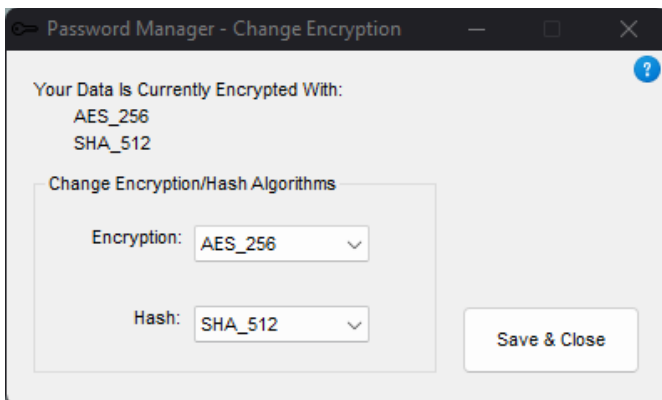 Password Manager - Change Encryption
?
Your Data Is Currently Encrypted With:
AES_256
SHA_512
Change Encryption/Hash Algorithms
Encryption: AES_256
Hash: SHA_512
Save & Close